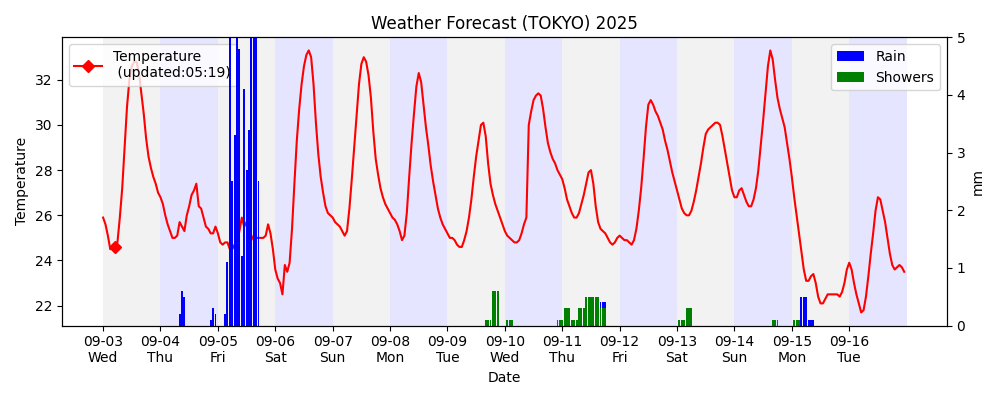 Weather Forecast (TOKYO) 2025
Temperature
(updated:05:19)
Rain
Showers
Temperature
32
30
28
26
24
22
5
4
3
2
1
0
mm
09-03 09-04 09-05 09-06 09-07 09-08 09-09 09-10 09-11 09-12 09-13 09-14 09-15 09-16
Wed Thu Fri Sat Sun Mon Tue Wed Thu Fri Sat Sun Mon Tue
Date